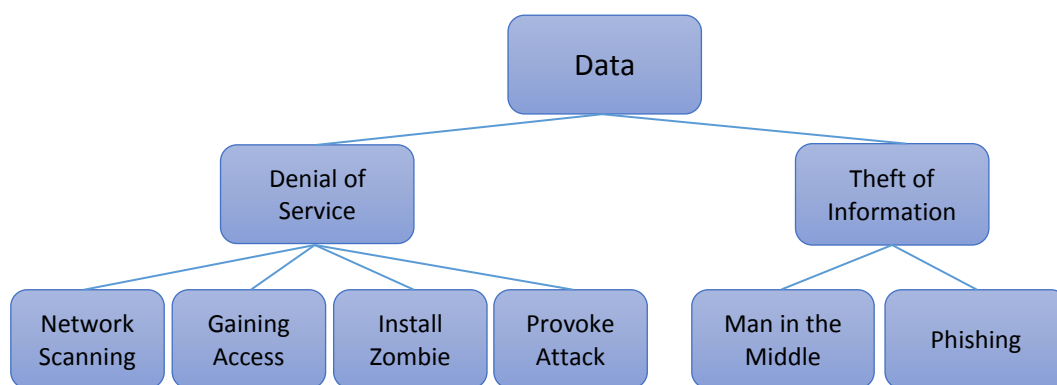 Data
Denial of
Service
Theft of
Information
Network
Scanning
Gaining
Access
Install
Zombie
Provoke
Attack
Man in the
Middle
Phishing